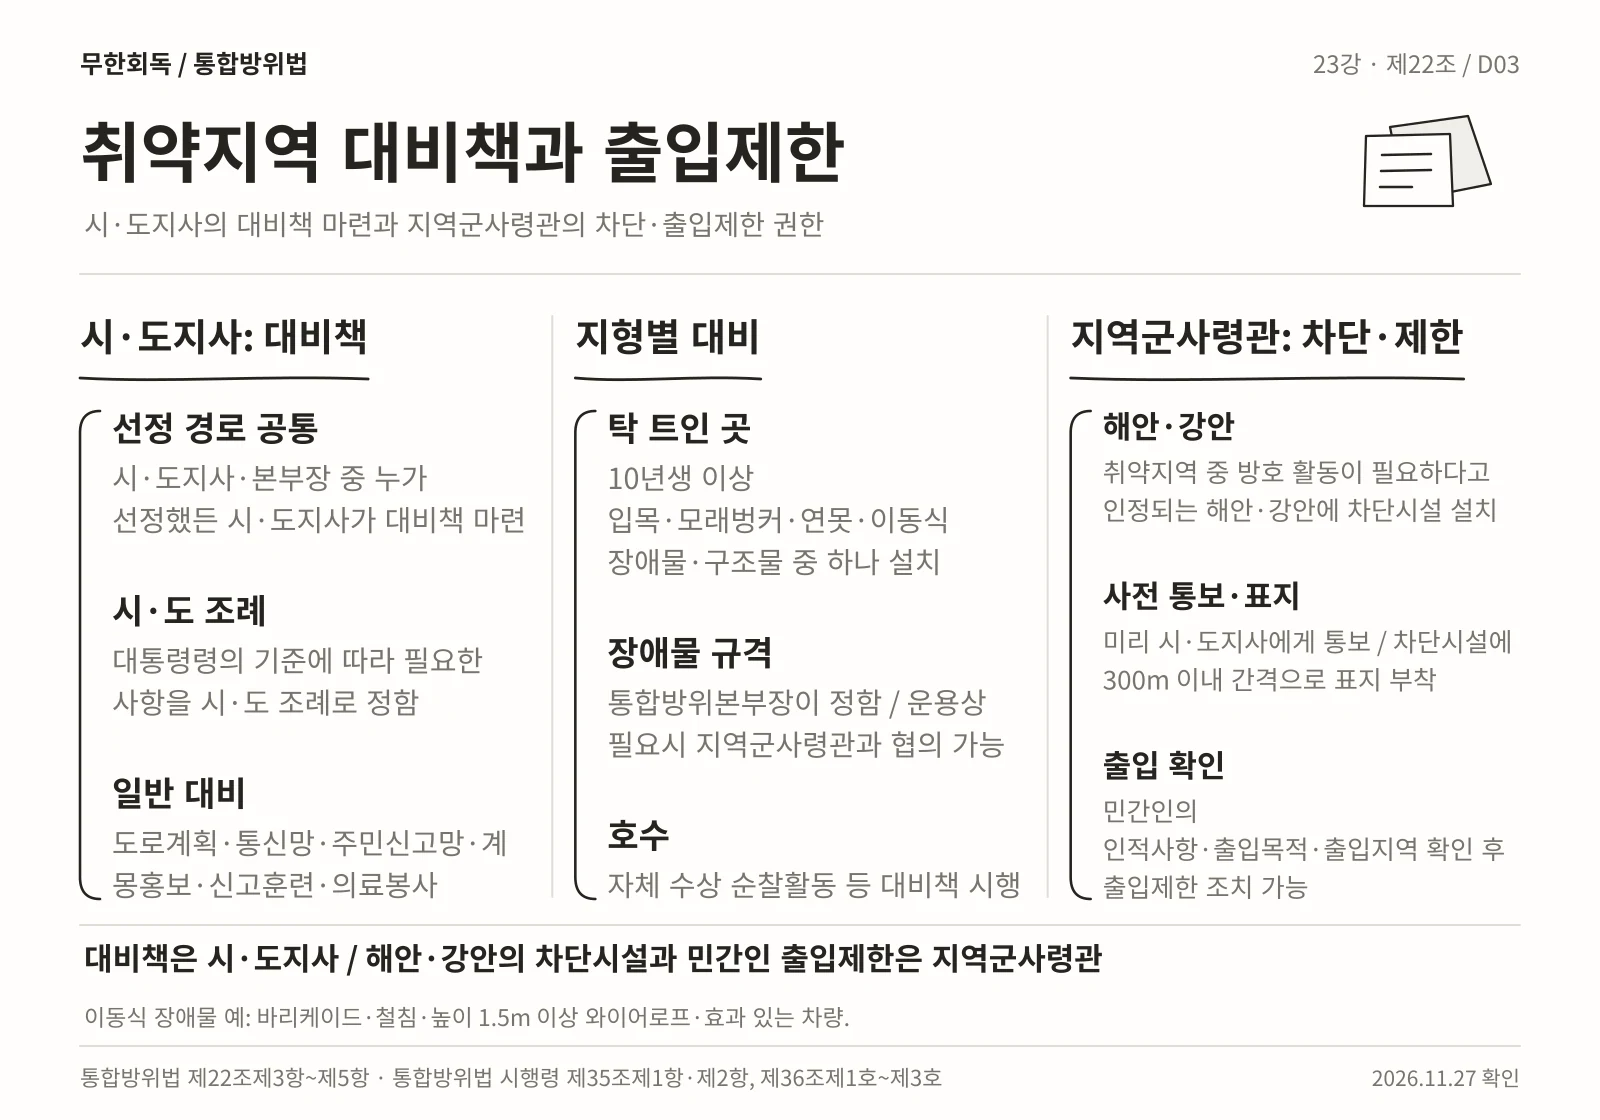 무한회독 / 통합방위법
23강 · 제22조 / D03
취약지역 대비책과 출입제한
시·도지사의 대비책 마련과 지역군사령관의 차단·출입제한 권한
시·도지사: 대비책
선정 경로 공통
시·도지사·본부장 중 누가
선정했든 시·도지사가 대비책 마련
시·도 조례
대통령령의 기준에 따라 필요한
사항을 시·도 조례로 정함
일반 대비
도로계획·통신망·주민신고망·계
몽홍보·신고훈련·의료봉사
지형별 대비
탁 트인 곳
10년생 이상
입목·모래벙커·연못·이동식
장애물·구조물 중 하나 설치
장애물 규격
통합방위본부장이 정함 / 운용상
필요시 지역군사령관과 협의 가능
호수
자체 수상 순찰활동 등 대비책 시행
지역군사령관: 차단·제한
해안·강안
취약지역 중 방호 활동이 필요하다고
인정되는 해안·강안에 차단시설 설치
사전 통보·표지
미리 시·도지사에게 통보 / 차단시설에
300m 이내 간격으로 표지 부착
출입 확인
민간인의
인적사항·출입목적·출입지역 확인 후
출입제한 조치 가능
대비책은 시·도지사 / 해안·강안의 차단시설과 민간인 출입제한은 지역군사령관
이동식 장애물 예: 바리케이드·철침·높이 1.5m 이상 와이어로프·효과 있는 차량.
통합방위법 제22조제3항~제5항 · 통합방위법 시행령 제35조제1항·제2항, 제36조제1호~제3호
2026.11.27 확인